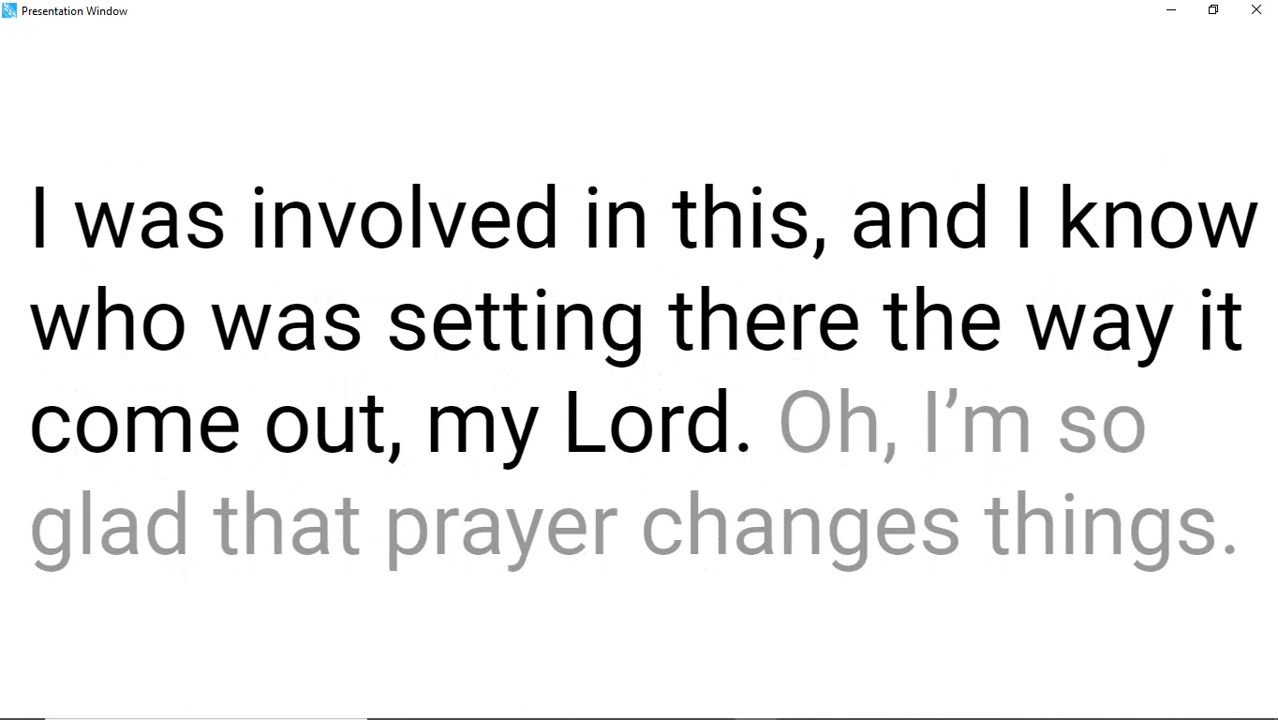 Presentation Window
I was involved in this, and I know
who was setting there the way it
come out, my Lord. Oh, I’m so
glad that prayer changes things.